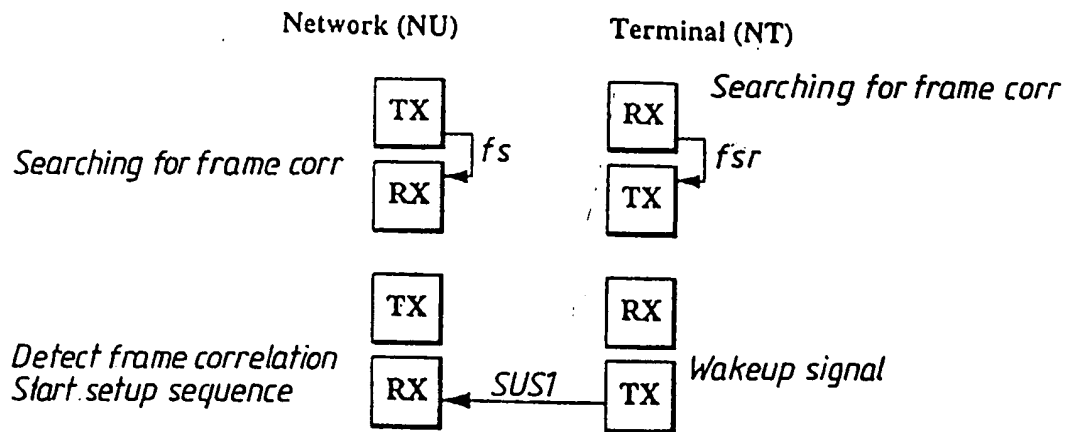 Network (NU)
Terminal (NT)
Searching for frame corr
TX
RX
fs
fsr
Searching for frame corr
RX
TX
TX
RX
Detect frame correlation
Start setup sequence
RX
SUS1
TX
Wakeup signal